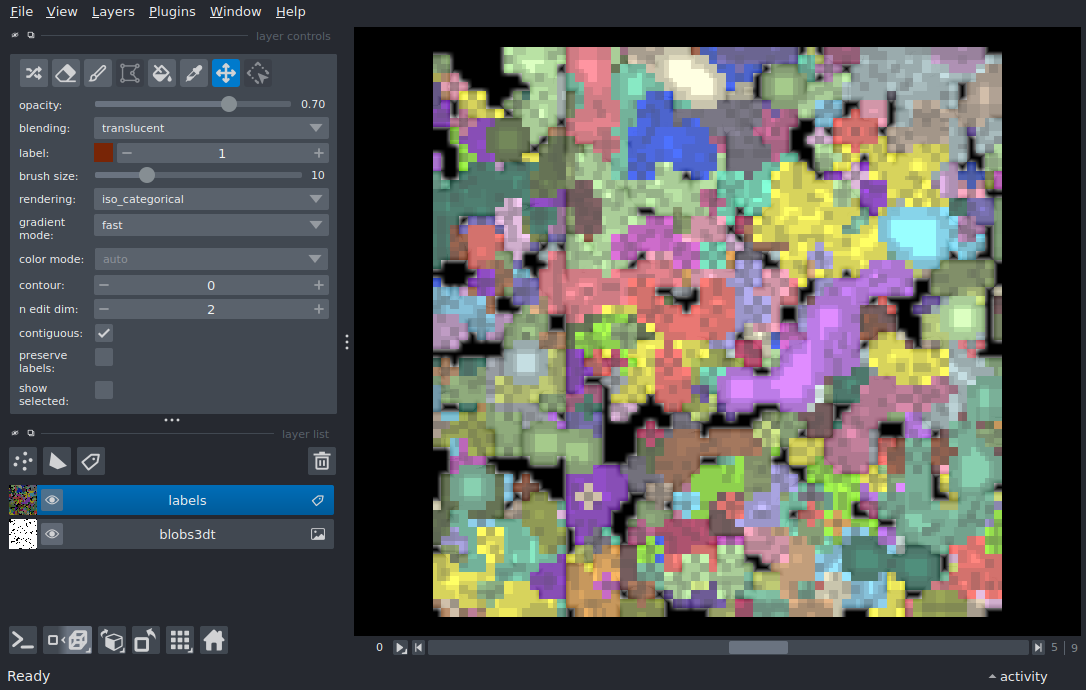 File View Layers Plugins Window Help
layer controls
opacity: 0.70
blending: translucent
label: 1
brush size: 10
rendering: iso_categorical
gradient
mode: fast
color mode: auto
contour: 0
n edit dim: 2
contiguous:
preserve
labels:
show
selected:
layer list
labels
blobs3dt
0 5 | 9
Ready activity